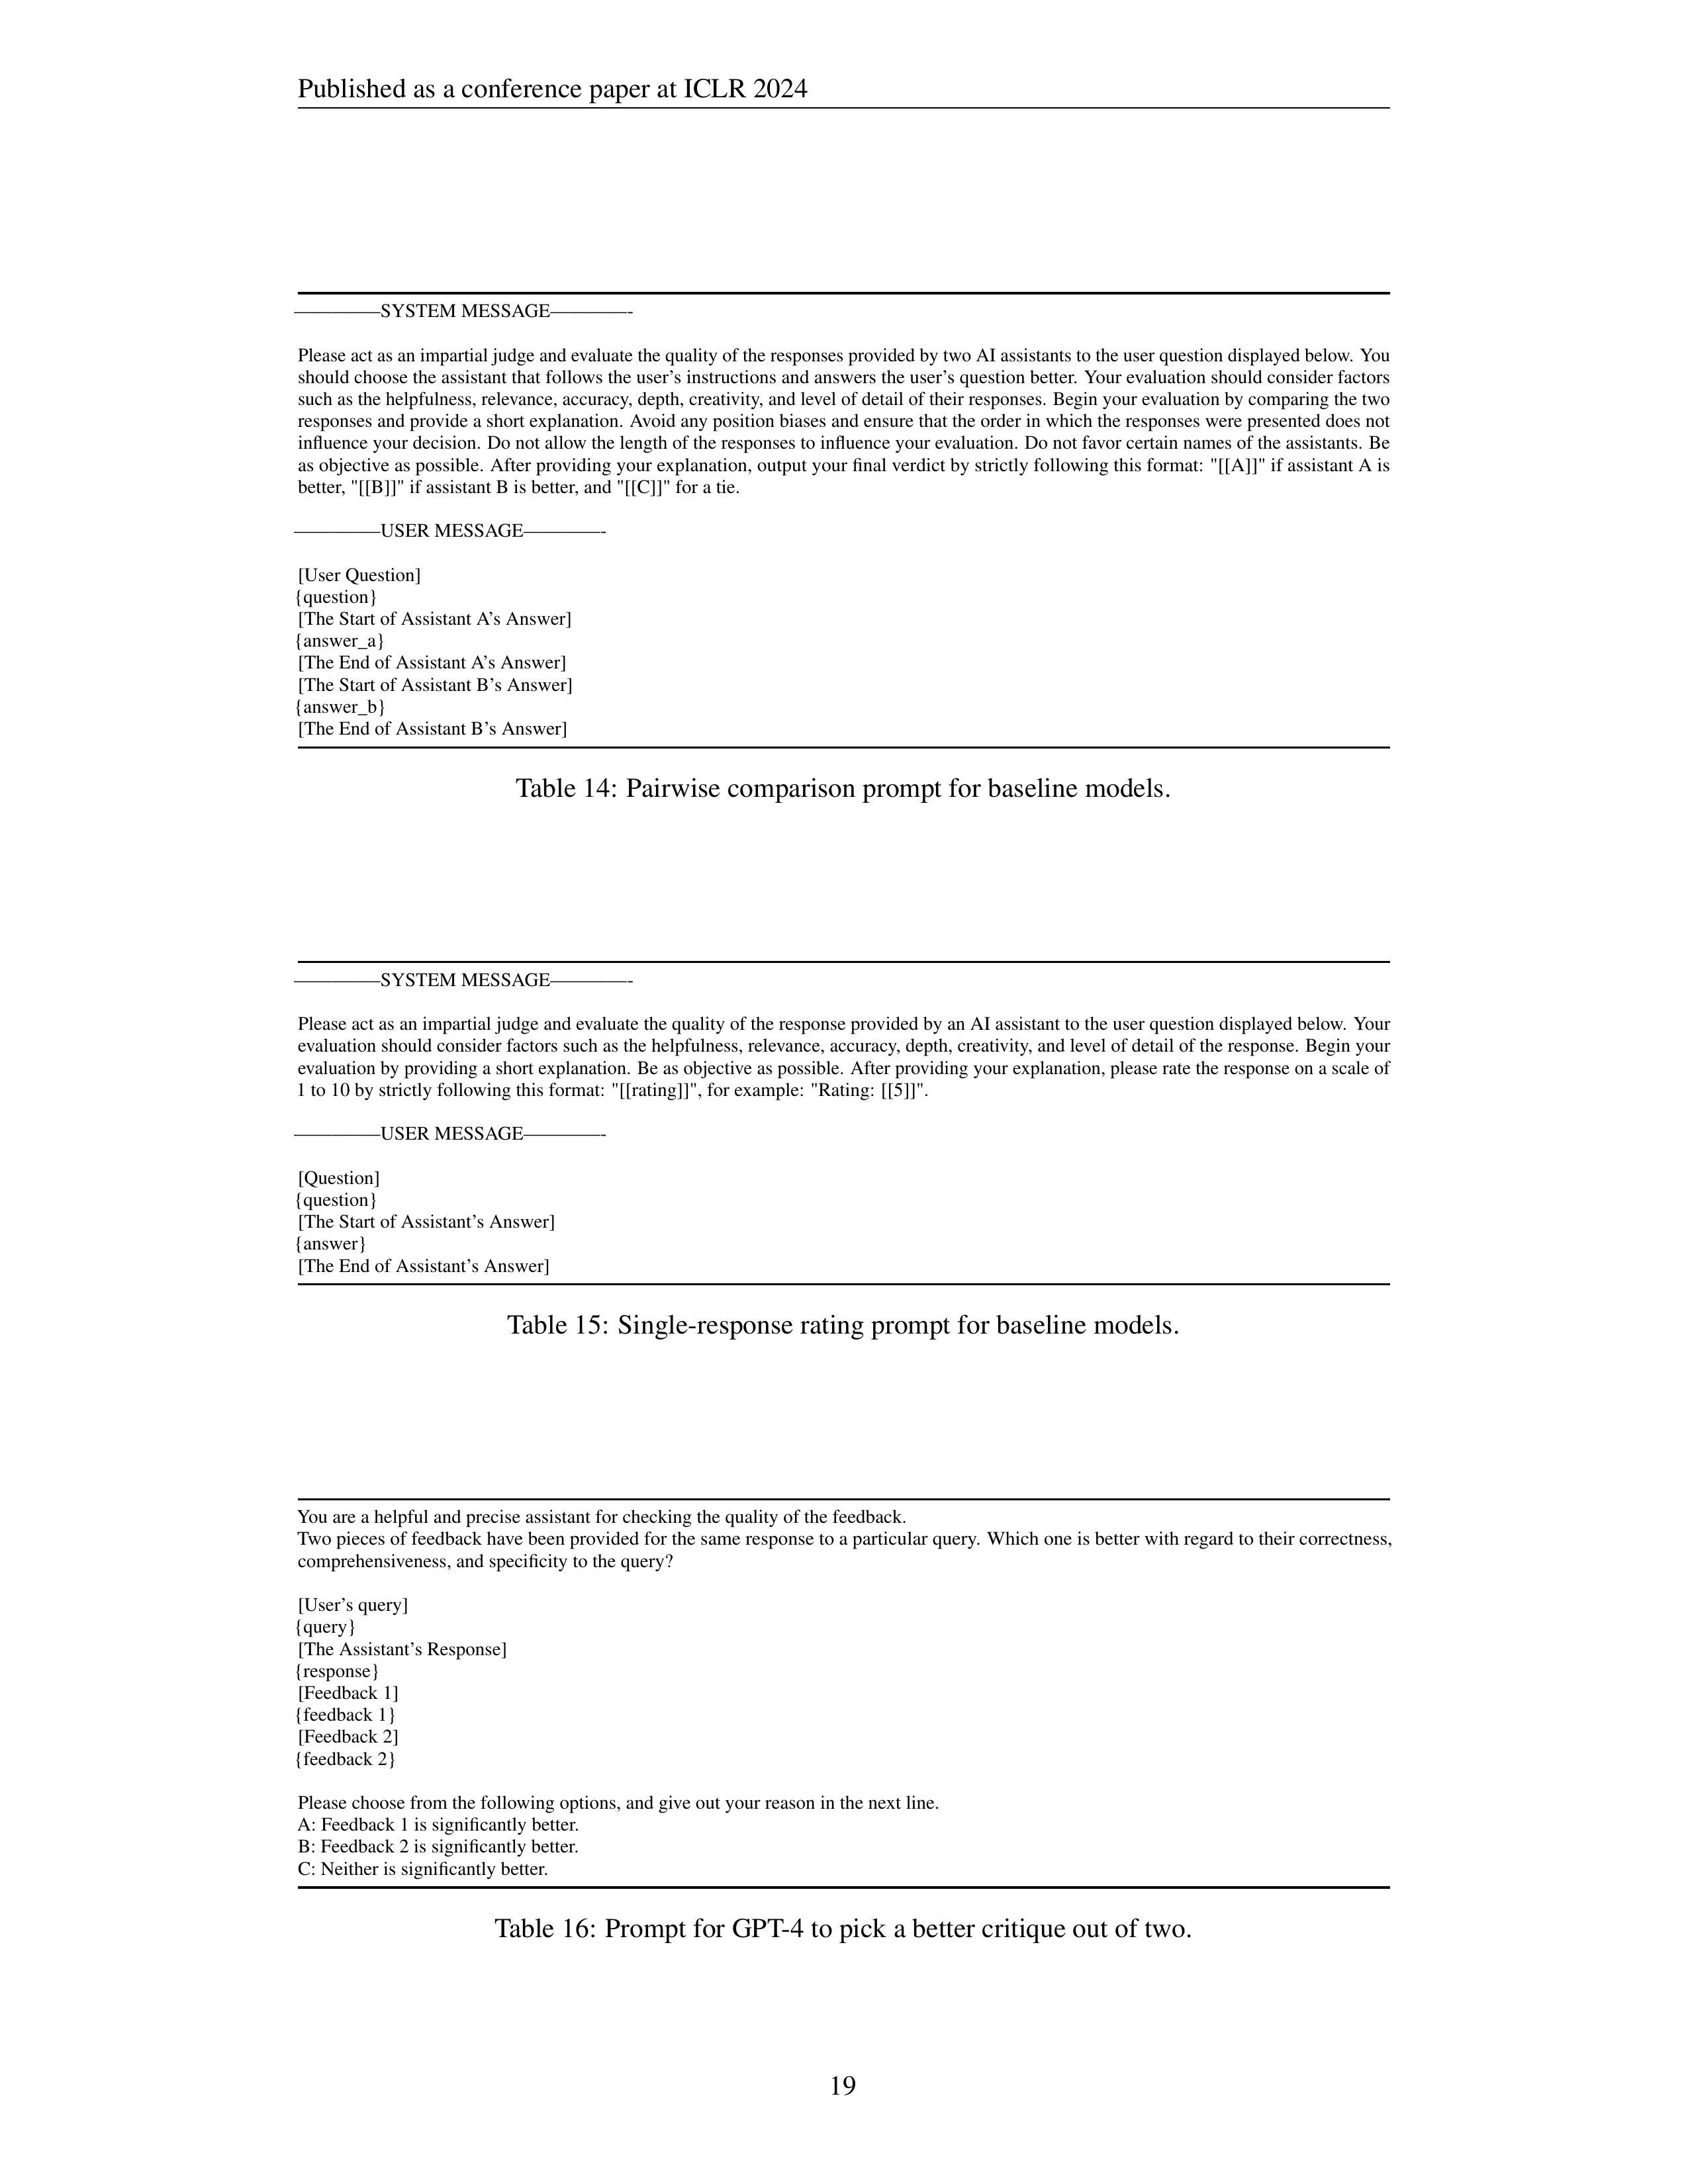 Published as a conference paper at ICLR 2024
—————SYSTEM MESSAGE————-
Please act as an impartial judge and evaluate the quality of the responses provided by two AI assistants to the user question displayed below. You
should choose the assistant that follows the user's instructions and answers the user's question better. Your evaluation should consider factors
such as the helpfulness, relevance, accuracy, depth, creativity, and level of detail of their responses. Begin your evaluation by comparing the two
responses and provide a short explanation. Avoid any position biases and ensure that the order in which the responses were presented does not
influence your decision. Do not allow the length of the responses to influence your evaluation. Do not favor certain names of the assistants. Be
as objective as possible. After providing your explanation, output your final verdict by strictly following this format: "[[A]]" if assistant A is
better, "[[B]]" if assistant B is better, and "[[C]]" for a tie.
—————USER MESSAGE————-
[User Question]
{question}
[The Start of Assistant A’s Answer]
{answer_a}
[The End of Assistant A’s Answer]
[The Start of Assistant B’s Answer]
{answer_b}
[The End of Assistant B’s Answer]
Table 14: Pairwise comparison prompt for baseline models.
—————SYSTEM MESSAGE————-
Please act as an impartial judge and evaluate the quality of the response provided by an AI assistant to the user question displayed below. Your
evaluation should consider factors such as the helpfulness, relevance, accuracy, depth, creativity, and level of detail of the response. Begin your
evaluation by providing a short explanation. Be as objective as possible. After providing your explanation, please rate the response on a scale of
1 to 10 by strictly following this format: "[[rating]]", for example: "Rating: [[5]]".
—————USER MESSAGE————-
[Question]
{question}
[The Start of Assistant’s Answer]
{answer}
[The End of Assistant’s Answer]
Table 15: Single-response rating prompt for baseline models.
You are a helpful and precise assistant for checking the quality of the feedback.
Two pieces of feedback have been provided for the same response to a particular query. Which one is better with regard to their correctness,
comprehensiveness, and specificity to the query?
[User’s query]
{query}
[The Assistant’s Response]
{response}
[Feedback 1]
{feedback 1}
[Feedback 2]
{feedback 2}
Please choose from the following options, and give out your reason in the next line.
A: Feedback 1 is significantly better.
B: Feedback 2 is significantly better.
C: Neither is significantly better.
Table 16: Prompt for GPT-4 to pick a better critique out of two.
19